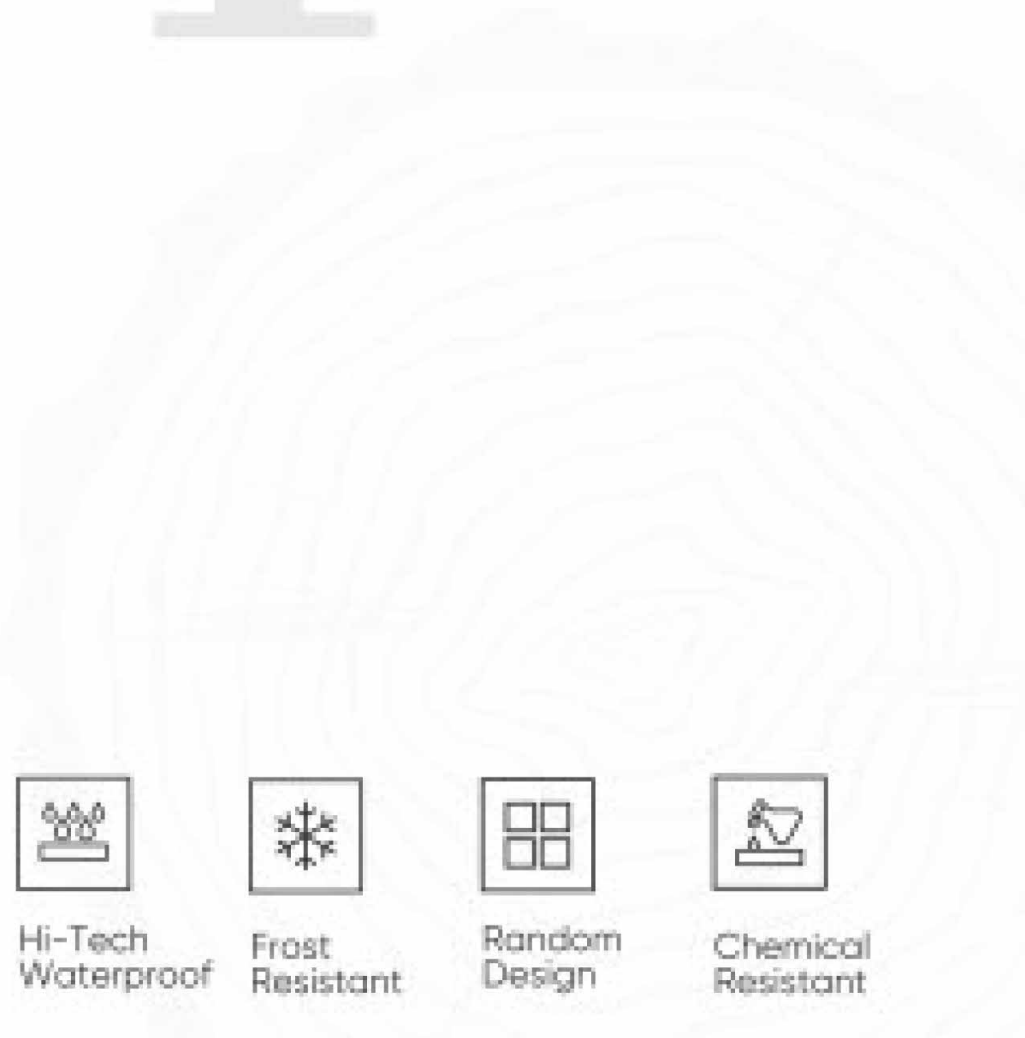 Hi-Tech
Waterproof
Frost
Resistant
Random
Design
Chemical
Resistant